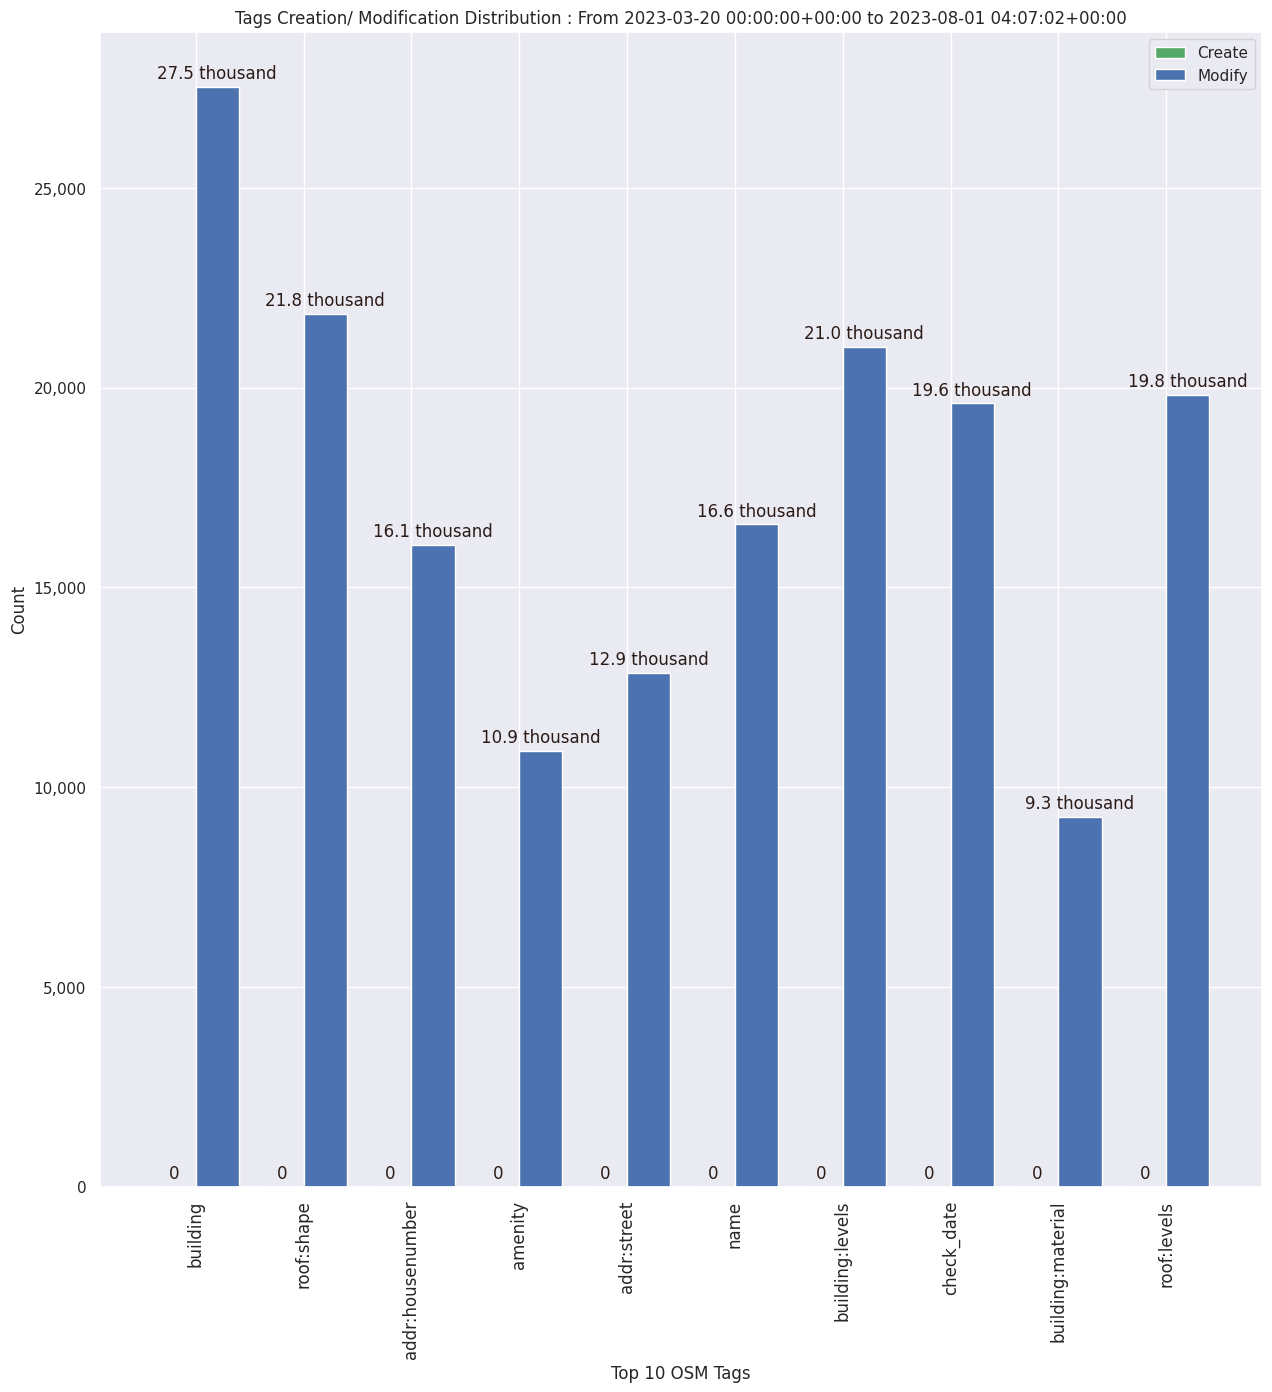 Tags Creation/ Modification Distribution : From 2023-03-20 00:00:00+00:00 to 2023-08-01 04:07:02+00:00
Create
Modify
27.5 thousand
21.8 thousand
16.1 thousand
10.9 thousand
12.9 thousand
16.6 thousand
21.0 thousand
19.6 thousand
9.3 thousand
19.8 thousand
0
0
0
0
0
0
0
0
0
0
Count
25,000
20,000
15,000
10,000
5,000
0
building
roof:shape
addr:housenumber
amenity
addr:street
name
building:levels
check_date
building:material
roof:levels
Top 10 OSM Tags